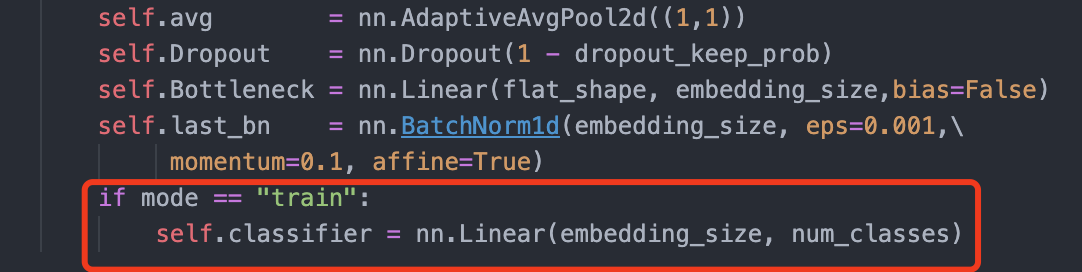 self.avg = nn.AdaptiveAvgPool2d((1,1))
self.Dropout = nn.Dropout(1 - dropout_keep_prob)
self.Bottleneck = nn.Linear(flat_shape, embedding_size,bias=False)
self.last_bn = nn.BatchNorm1d(embedding_size, eps=0.001,\
momentum=0.1, affine=True)
if mode == "train":
self.classifier = nn.Linear(embedding_size, num_classes)